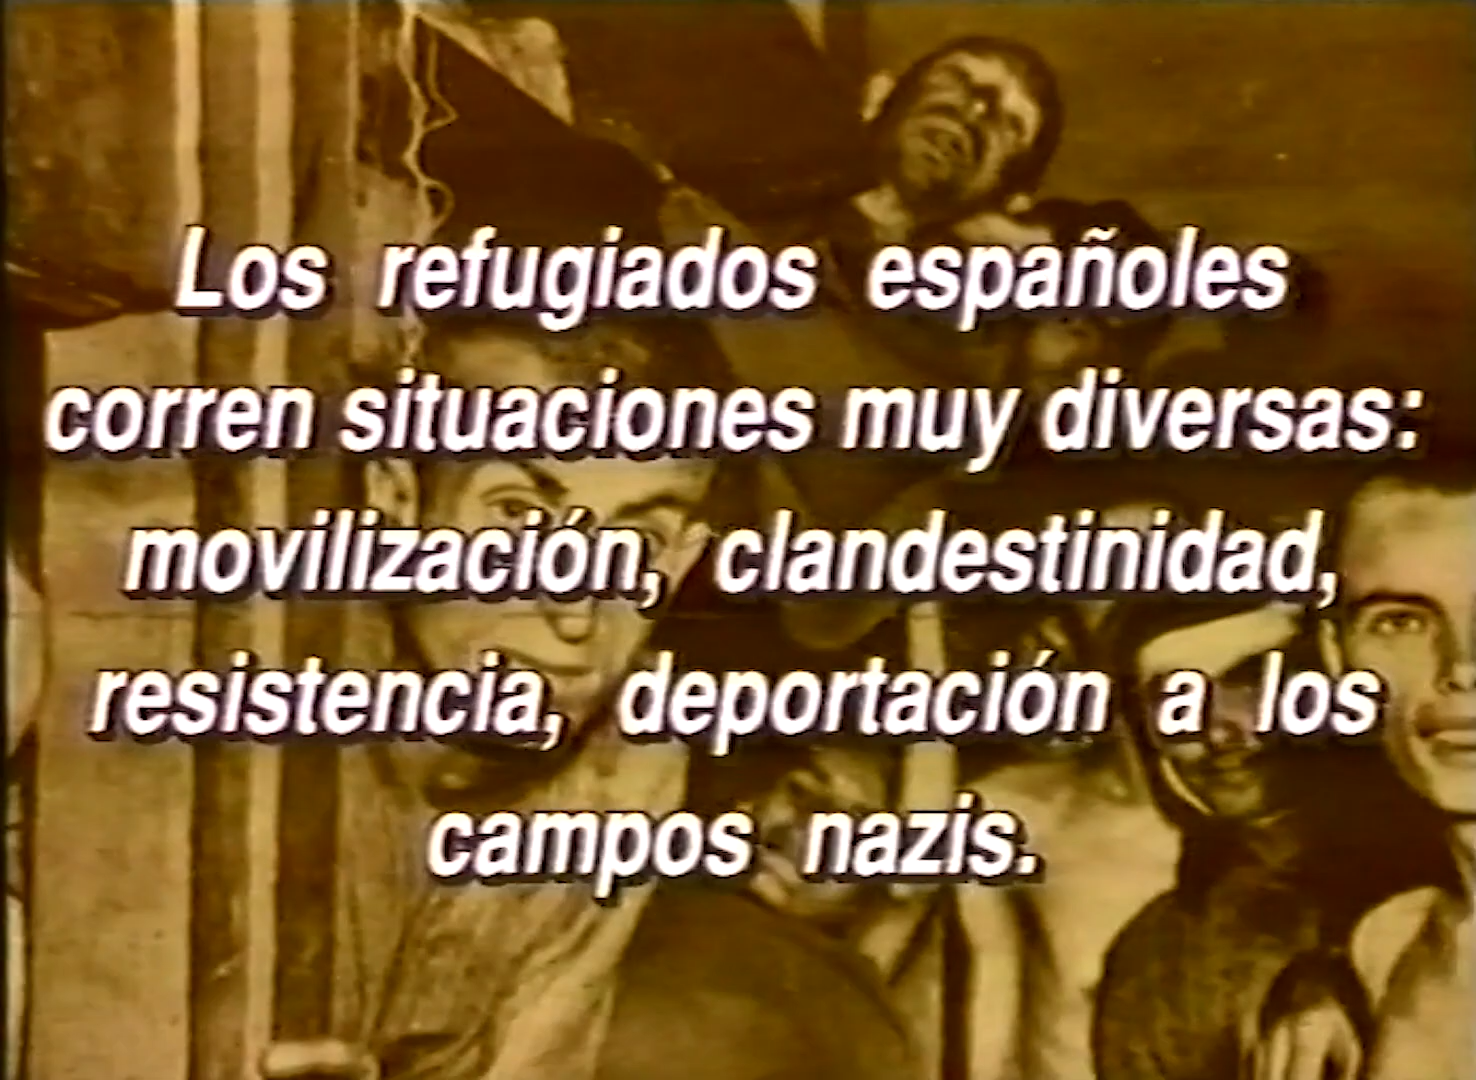 Los refugiados españoles
corren situaciones muy diversas:
movilización, clandestinidad,
resistencia, deportación a los
campos nazis.